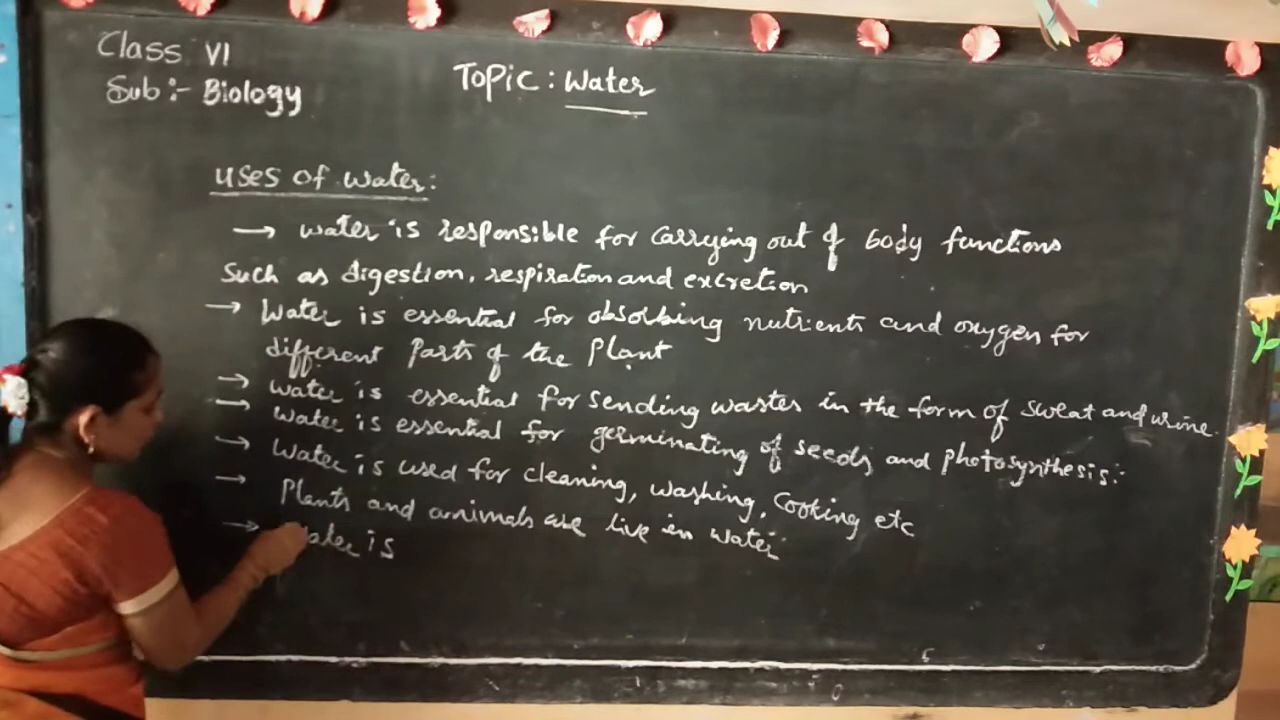 Class VI
Sub :- Biology
Topic : Water
uses of water:
→ water is responsible for carrying out of body functions
Such as digestion, respiration and excretion
→ Water is essential for absorbing nutrients and oxygen for
different Parts of the Plant
→ Water is essential for sending wastes in the form of sweat and urine.
→ Water is essential for germinating of seeds and photosynthesis.
→ Water is used for cleaning, washing, Cooking etc
→ Plants and animals are live in water
→ Water is